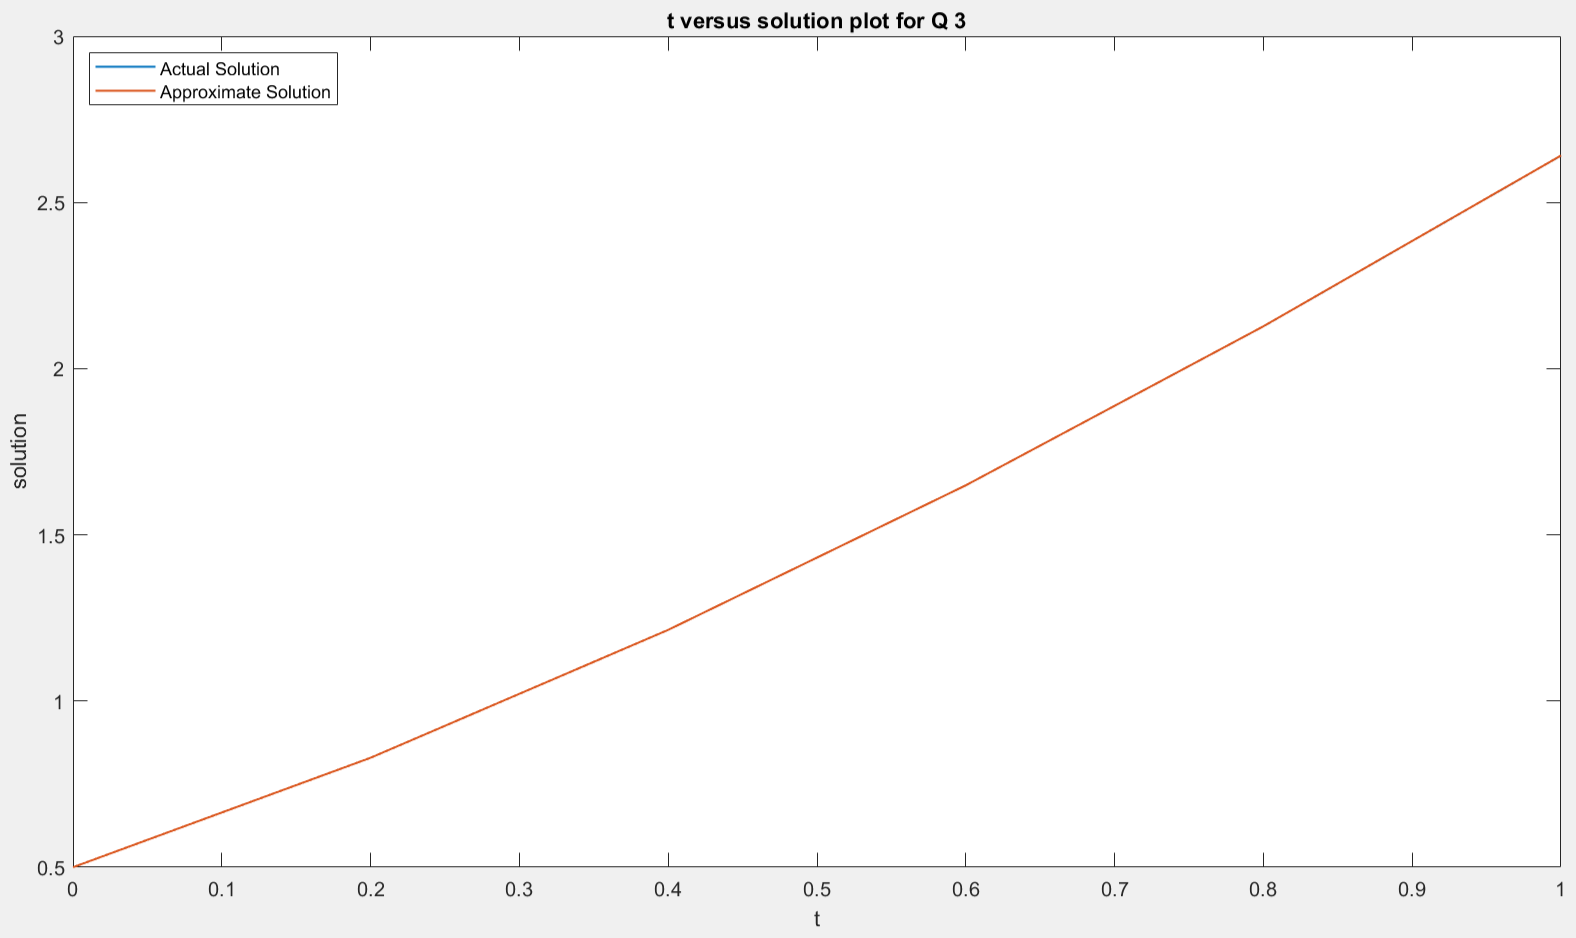 t versus solution plot for Q 3
Actual Solution
Approximate Solution
3
2.5
2
1.5
1
0.5
solution
0 0.1 0.2 0.3 0.4 0.5 0.6 0.7 0.8 0.9 1
t